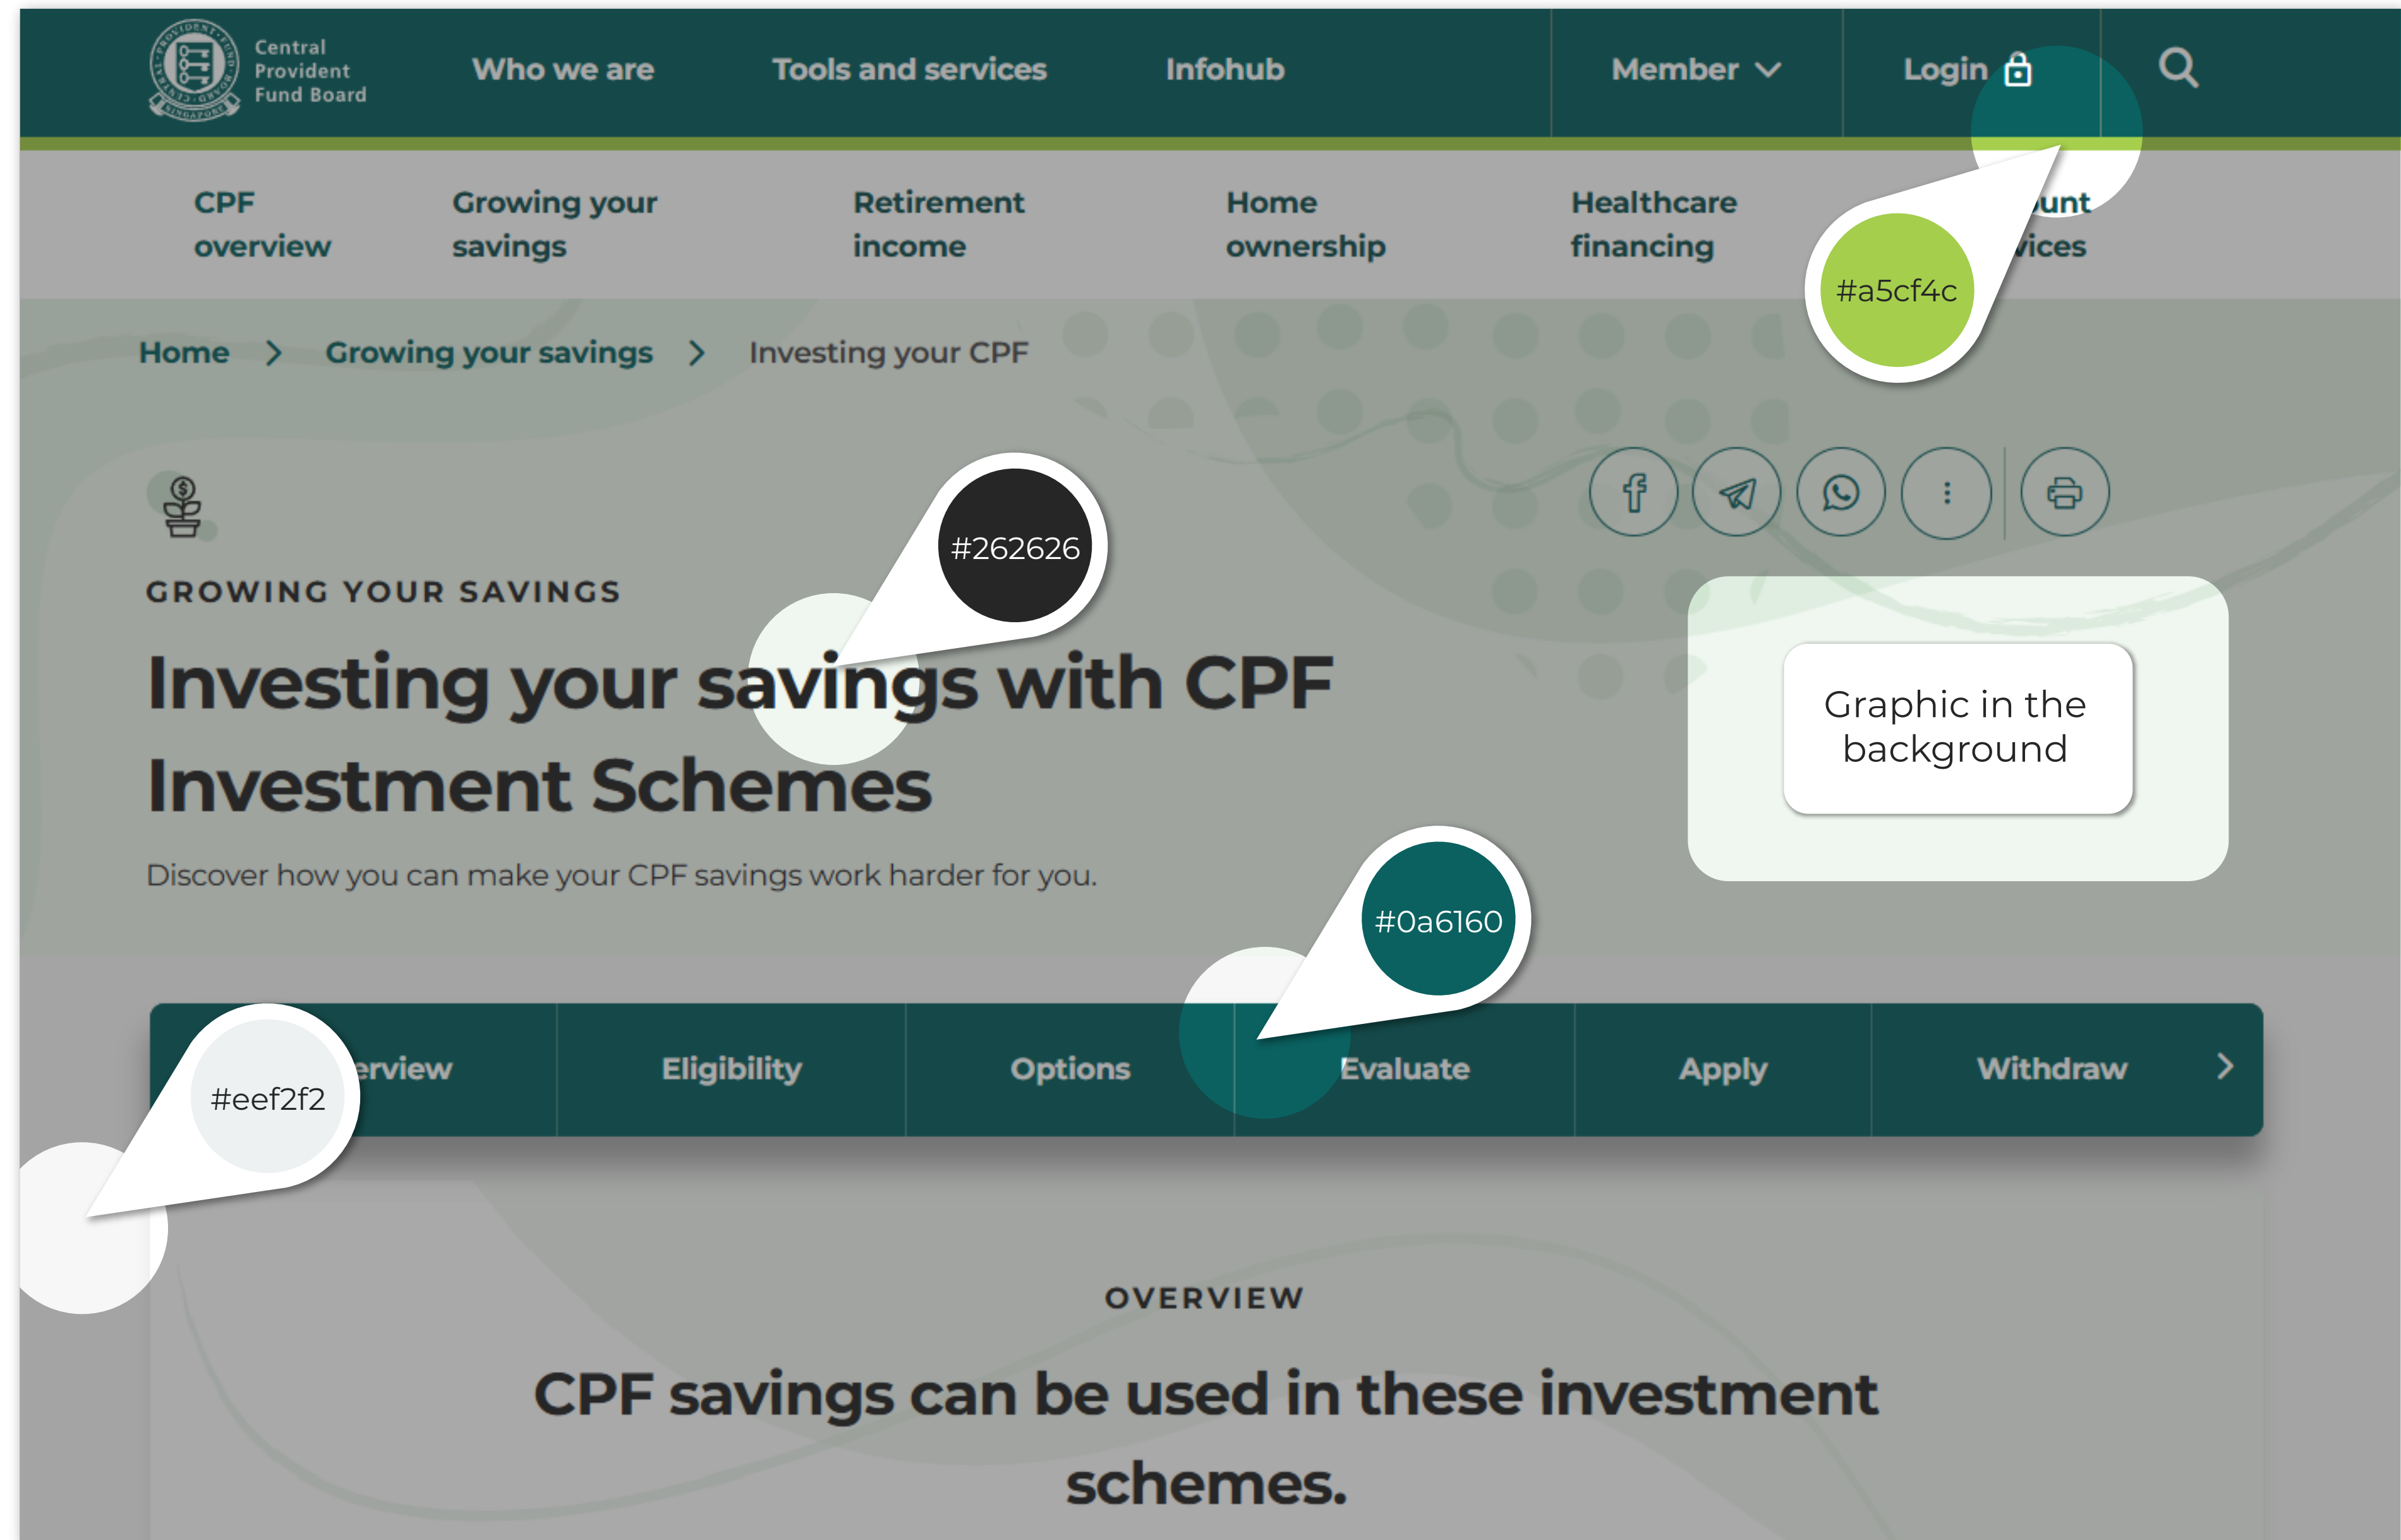 Central
Provident
Fund Board
Who we are
Tools and services
Infohub
Member
Login
CPF
overview
Growing your
savings
Retirement
income
Home
ownership
Healthcare
financing
unt
vices
#a5cf4c
Home > Growing your savings > Investing your CPF
#262626
GROWING YOUR SAVINGS
Investing your savings with CPF
Investment Schemes
Graphic in the
background
Discover how you can make your CPF savings work harder for you.
#0a6160
erview
Eligibility
Options
Evaluate
Apply
Withdraw
#eef2f2
OVERVIEW
CPF savings can be used in these investment
schemes.